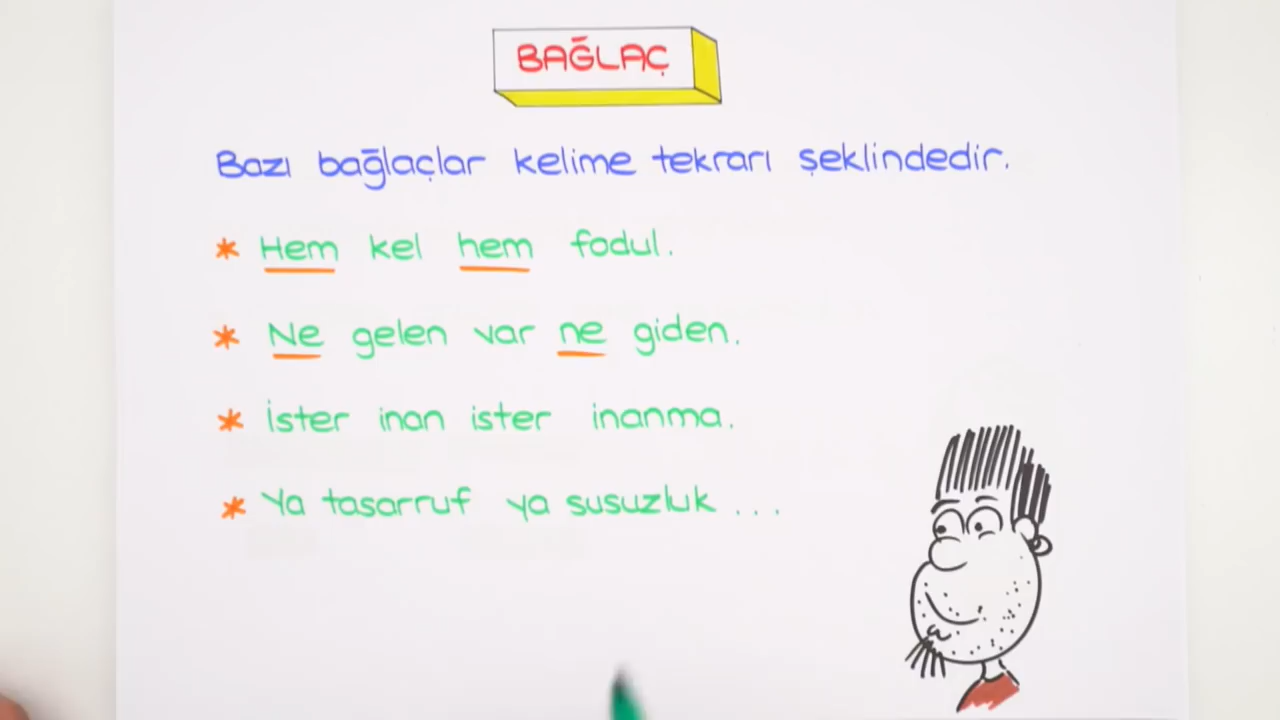 BAĞLAÇ
Bazı bağlaçlar kelime tekrarı şeklindedir.
* Hem kel hem fodul.
* Ne gelen var ne giden.
* İster inan ister inanma.
* Ya tasarruf ya susuzluk ...